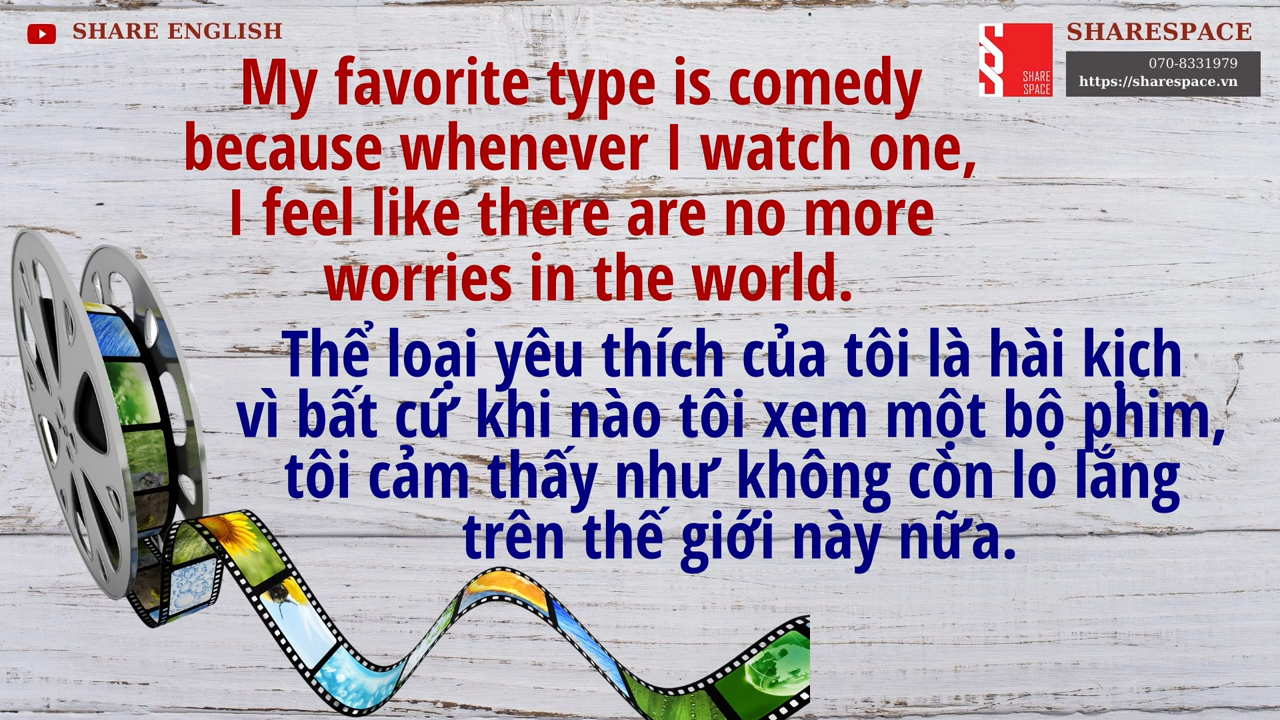 SHARE ENGLISH
SHARE
SPACE
SHARESPACE
070-8331979
https://sharespace.vn
My favorite type is comedy
because whenever I watch one,
I feel like there are no more
worries in the world.
Thể loại yêu thích của tôi là hài kịch
vì bất cứ khi nào tôi xem một bộ phim,
tôi cảm thấy như không còn lo lắng
trên thế giới này nữa.